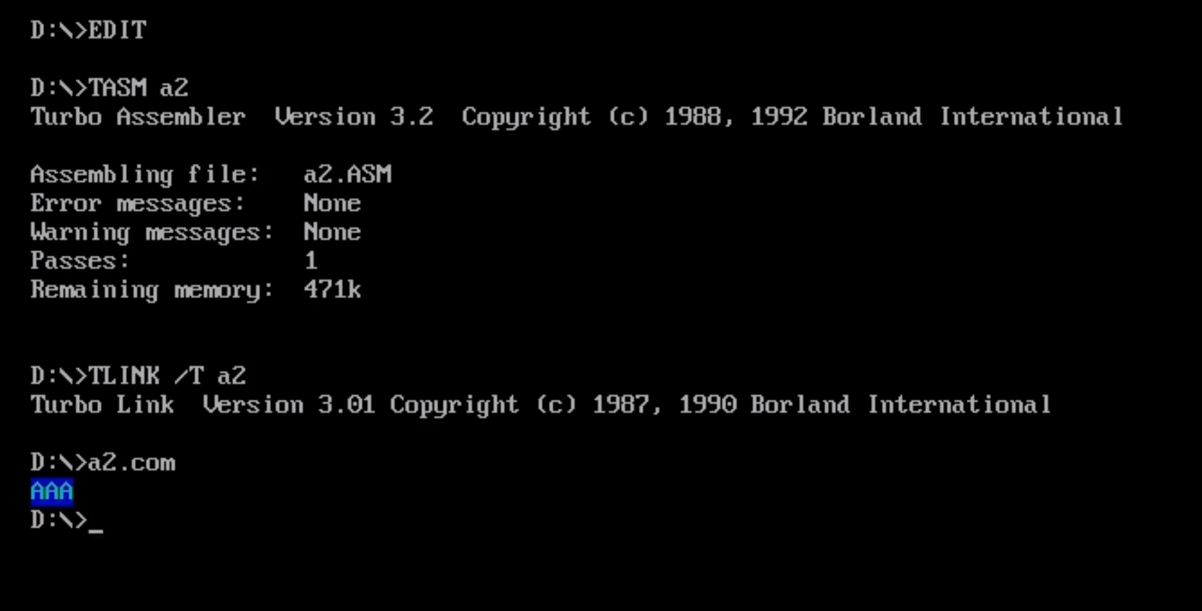 D:\>EDIT
D:\>TASM a2
Turbo Assembler  Version 3.2  Copyright (c) 1988, 1992 Borland International
Assembling file:   a2.ASM
Error messages:    None
Warning messages:  None
Passes:            1
Remaining memory:  471k
D:\>TLINK /T a2
Turbo Link  Version 3.01 Copyright (c) 1987, 1990 Borland International
D:\>a2.com
AAA
D:\>_